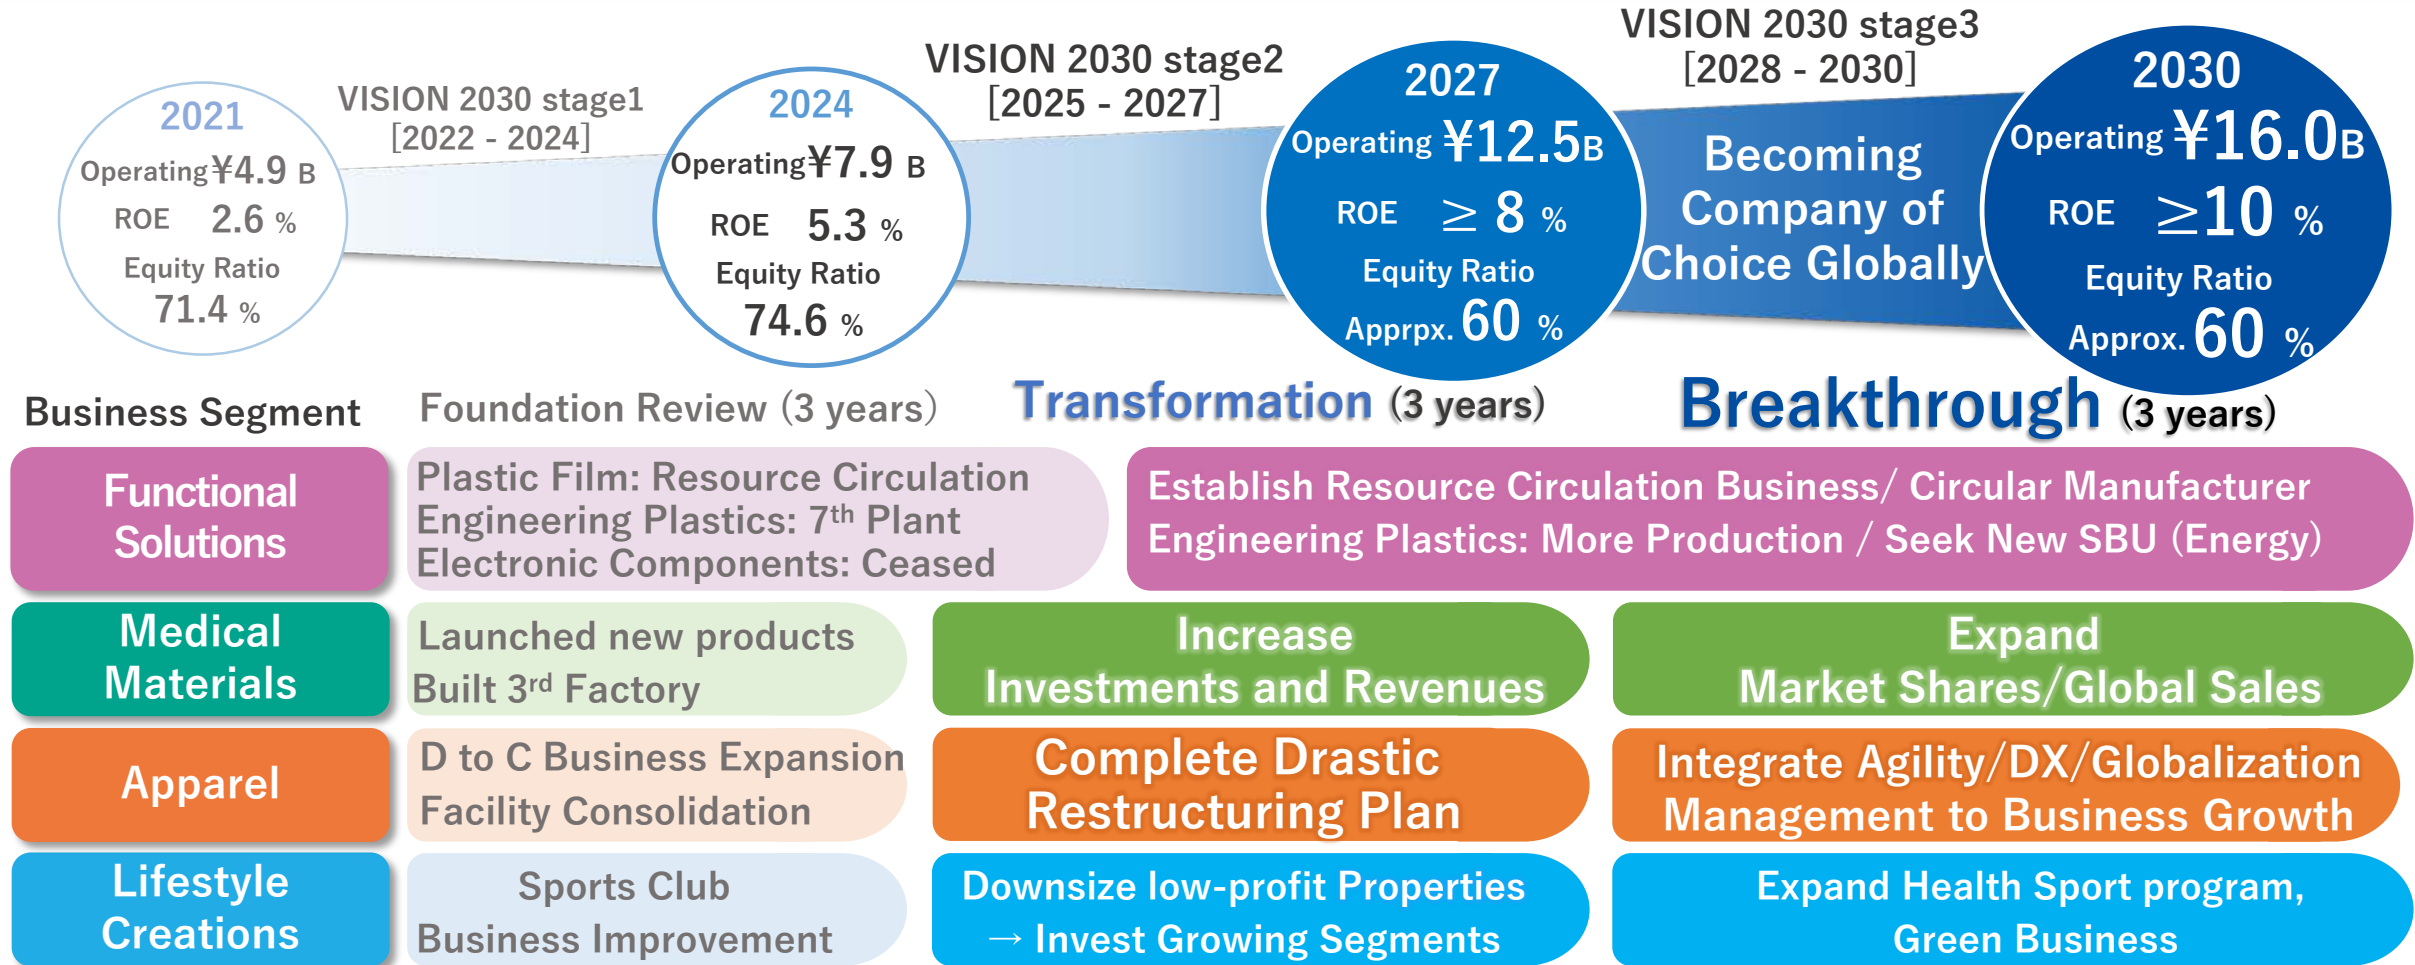 2021
Operating ¥4.9 B
ROE 2.6 %
Equity Ratio
71.4 %
VISION 2030 stage1
[2022 - 2024]
2024
Operating ¥7.9 B
ROE 5.3 %
Equity Ratio
74.6 %
VISION 2030 stage2
[2025 - 2027]
2027
Operating ¥12.5B
ROE ≧ 8 %
Equity Ratio
Apprpx. 60 %
VISION 2030 stage3
[2028 - 2030]
Becoming
Company of
Choice Globally
2030
Operating ¥16.0B
ROE ≧10 %
Equity Ratio
Approx. 60 %
Business Segment
Foundation Review (3 years)
Transformation (3 years)
Breakthrough (3 years)
Functional
Solutions
Plastic Film: Resource Circulation
Engineering Plastics: 7th Plant
Electronic Components: Ceased
Establish Resource Circulation Business/ Circular Manufacturer
Engineering Plastics: More Production / Seek New SBU (Energy)
Medical
Materials
Launched new products
Built 3rd Factory
Increase
Investments and Revenues
Expand
Market Shares/Global Sales
Apparel
D to C Business Expansion
Facility Consolidation
Complete Drastic
Restructuring Plan
Integrate Agility/DX/Globalization
Management to Business Growth
Lifestyle
Creations
Sports Club
Business Improvement
Downsize low-profit Properties
→ Invest Growing Segments
Expand Health Sport program,
Green Business